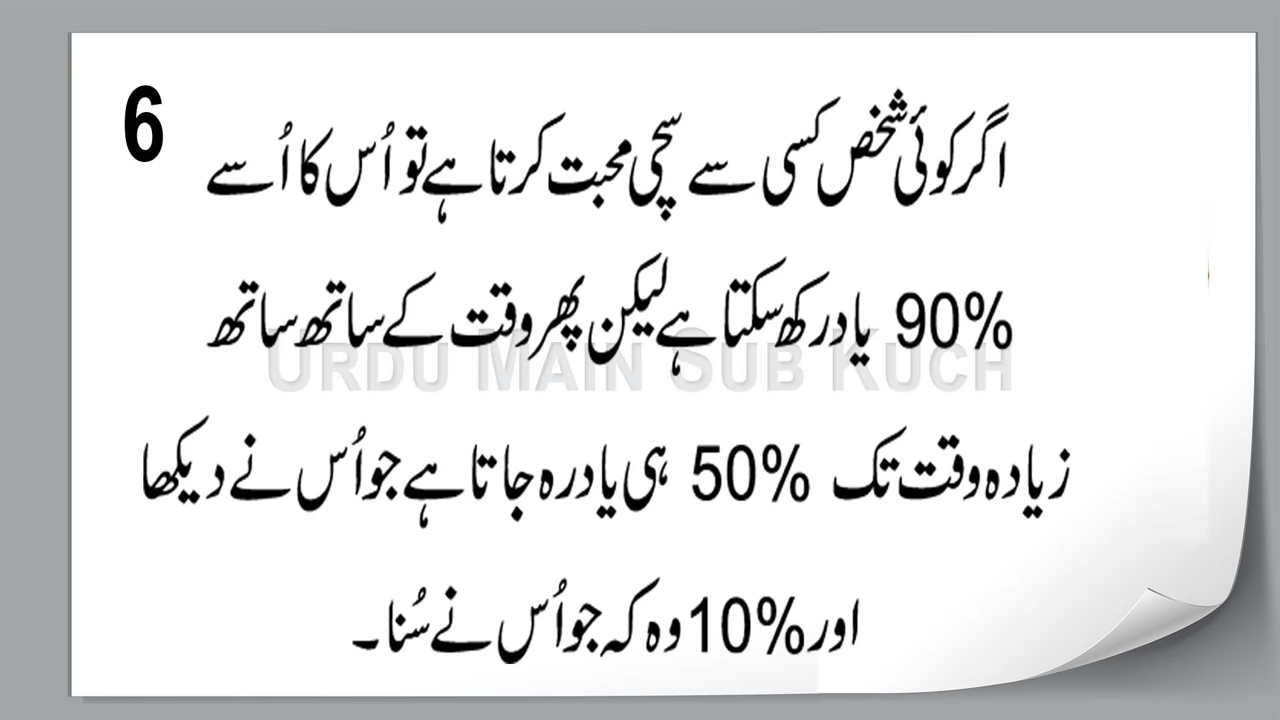 6
اگر کوئی شخص کسی سے سچی محبت کرتا ہے تو اُس کا اُسے
90% یاد رکھ سکتا ہے لیکن پھر وقت کے ساتھ ساتھ
URDU MAIN SUB KUCH
زیادہ وقت تک 50% ہی یاد رہ جاتا ہے جو اُس نے دیکھا
اور 10% وہ کہ جو اُس نے سُنا۔